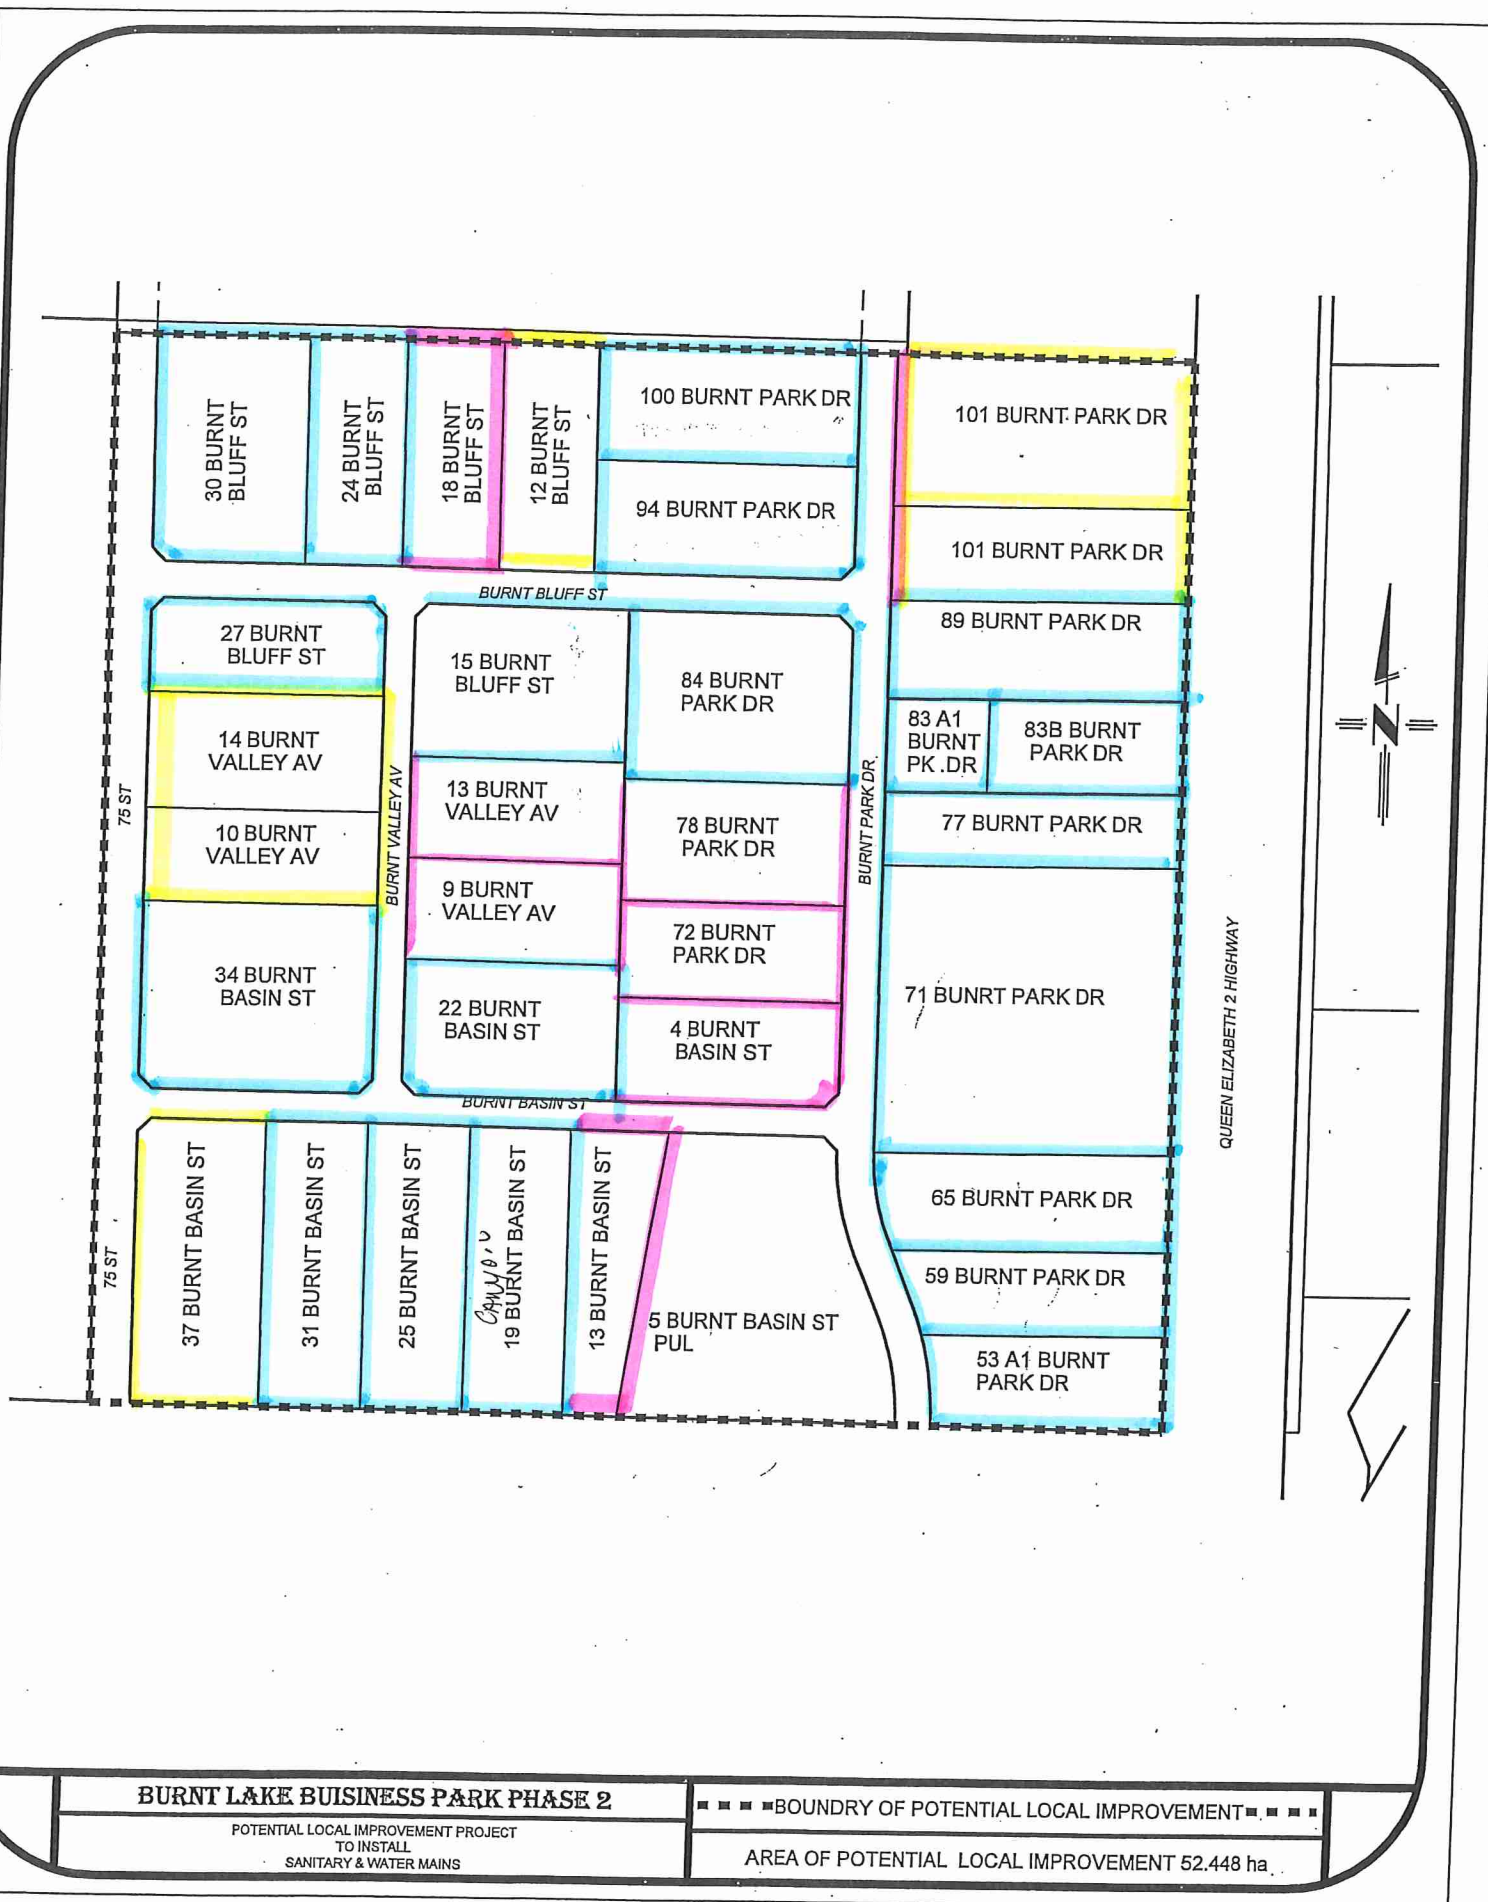 30 BURNT
BLUFF ST
24 BURNT
BLUFF ST
18 BURNT
BLUFF ST
12 BURNT
BLUFF ST
100 BURNT PARK DR
94 BURNT PARK DR
101 BURNT PARK DR
101 BURNT PARK DR
BURNT BLUFF ST
27 BURNT
BLUFF ST
15 BURNT
BLUFF ST
84 BURNT
PARK DR
89 BURNT PARK DR
83 A1
BURNT
PK .DR
83B BURNT
PARK DR
14 BURNT
VALLEY AV
10 BURNT
VALLEY AV
75 ST
BURNT VALLEY AV
13 BURNT
VALLEY AV
9 BURNT
VALLEY AV
78 BURNT
PARK DR
72 BURNT
PARK DR
BURNT PARK DR.
77 BURNT PARK DR
N
34 BURNT
BASIN ST
22 BURNT
BASIN ST
4 BURNT
BASIN ST
71 BUNRT PARK DR
QUEEN ELIZABETH 2 HIGHWAY
BURNT BASIN ST
75 ST
37 BURNT BASIN ST
31 BURNT BASIN ST
25 BURNT BASIN ST
19 BURNT BASIN ST
13 BURNT BASIN ST
5 BURNT BASIN ST
PUL
65 BURNT PARK DR
59 BURNT PARK DR
53 A1 BURNT
PARK DR
BURNT LAKE BUISINESS PARK PHASE 2
POTENTIAL LOCAL IMPROVEMENT PROJECT
TO INSTALL
SANITARY & WATER MAINS
BOUNDRY OF POTENTIAL LOCAL IMPROVEMENT
AREA OF POTENTIAL LOCAL IMPROVEMENT 52.448 ha